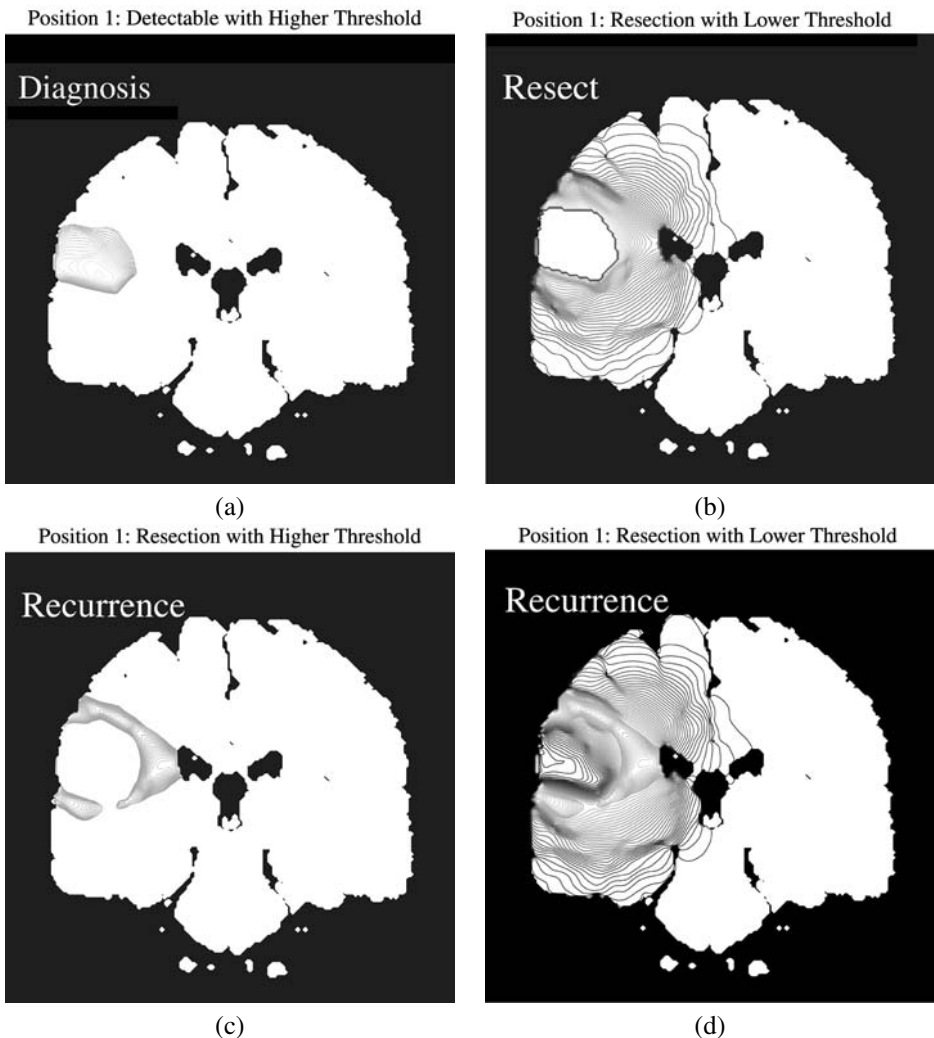 Position 1: Detectable with Higher Threshold
Diagnosis
(a)
Position 1: Resection with Lower Threshold
Resect
(b)
Position 1: Resection with Higher Threshold
Recurrence
(c)
Position 1: Resection with Lower Threshold
Recurrence
(d)